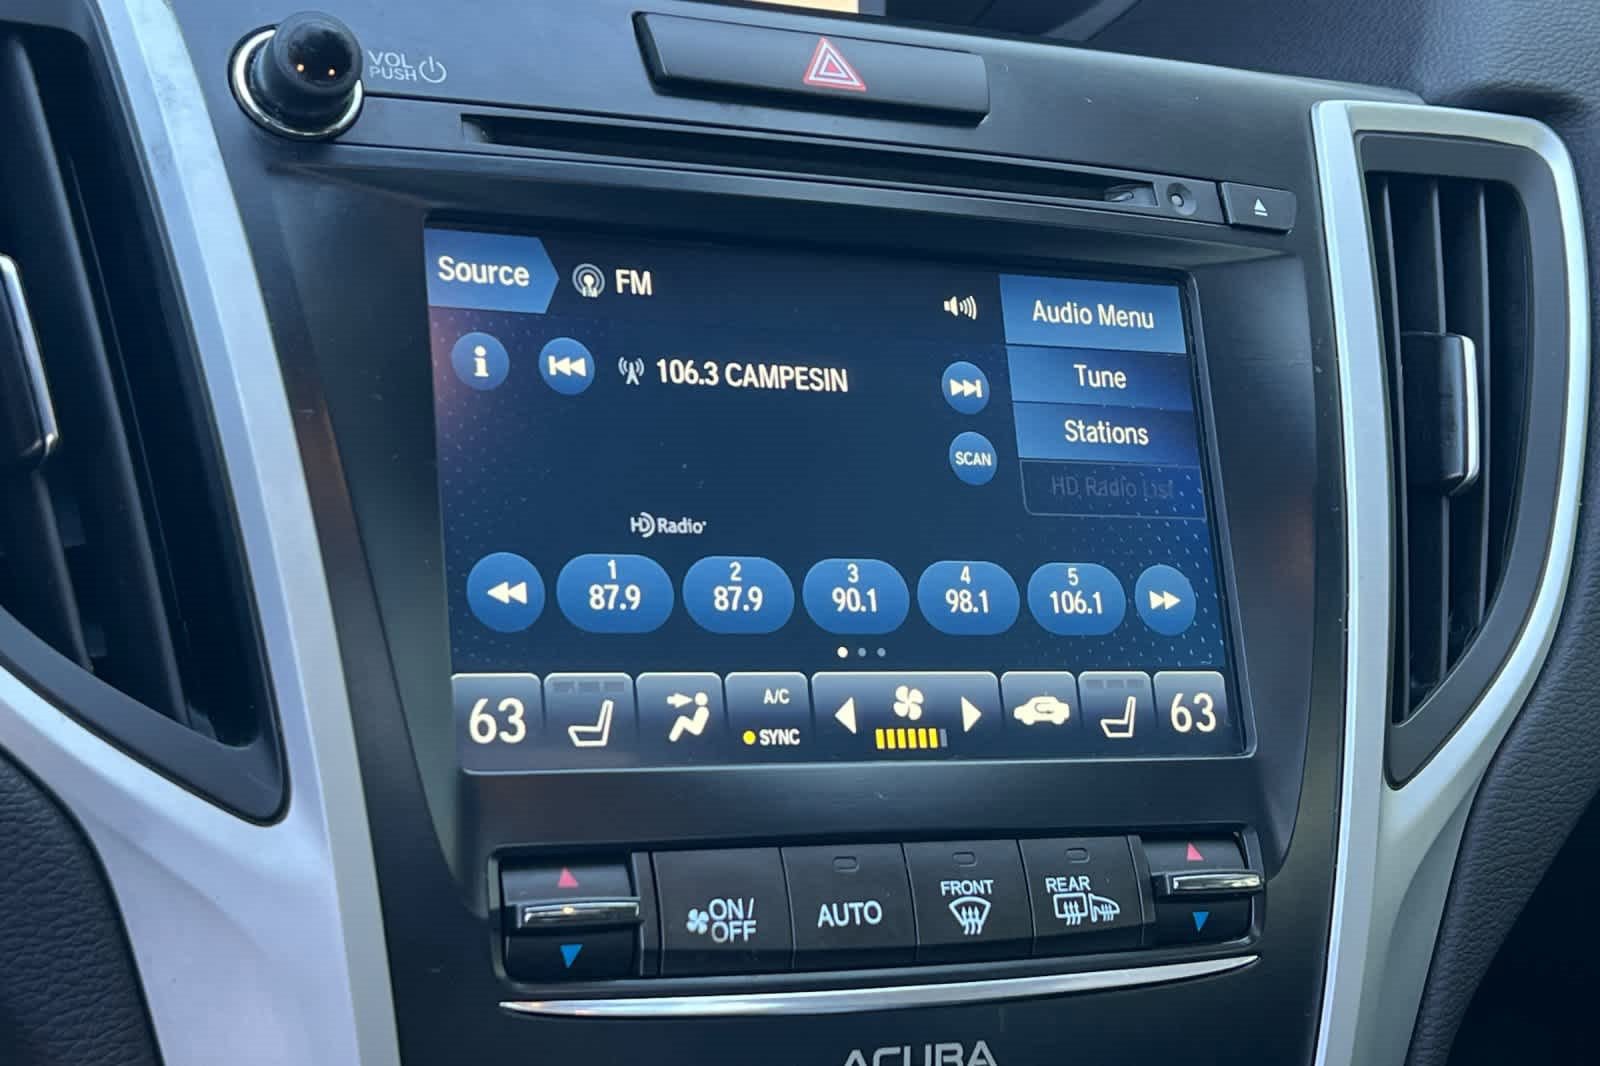 VOL
PUSH
Source
FM
Audio Menu
i
106.3 CAMPESIN
Tune
Stations
SCAN
HD Radio List
HD Radio
1
87.9
2
87.9
3
90.1
4
98.1
5
106.1
63
A/C
SYNC
63
ON/
OFF
AUTO
FRONT
REAR
ACURA